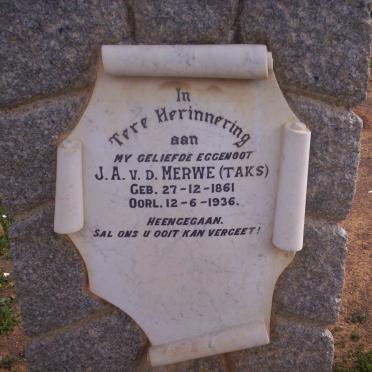 In
Tere Herinnering
aan
MY GELIEFDE EGGENOOT
J. A. V. D. MERWE (TAKS)
GEB. 27-12-1861
OORL. 12-6-1936.
HEENGEGAAN.
SAL ONS U OOIT KAN VERGEET!